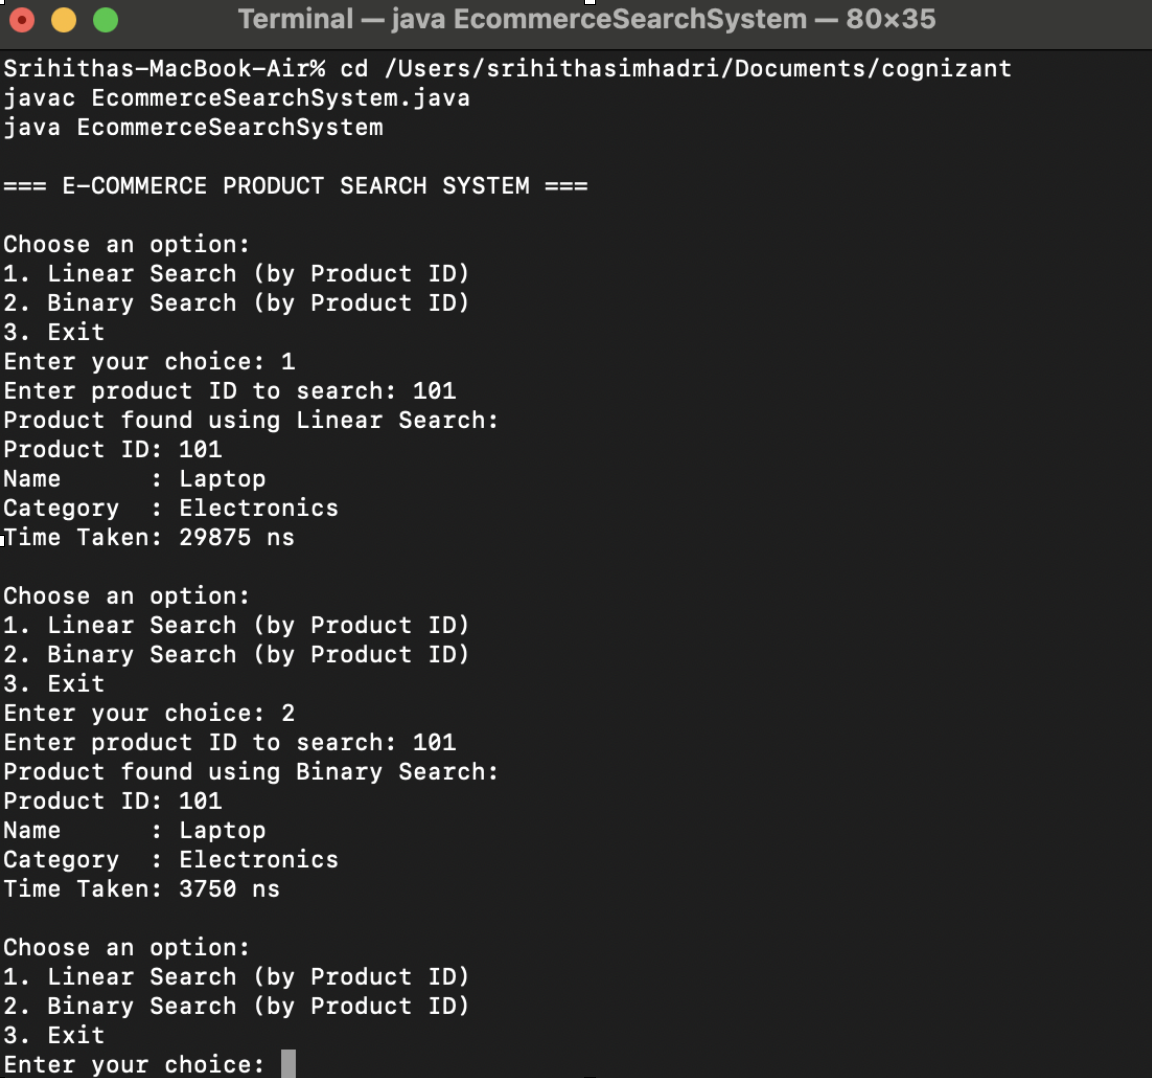 Terminal — java EcommerceSearchSystem — 80×35
Srihithas-MacBook-Air% cd /Users/srihithasimhadri/Documents/cognizant
javac EcommerceSearchSystem.java
java EcommerceSearchSystem
=== E-COMMERCE PRODUCT SEARCH SYSTEM ===
Choose an option:
1. Linear Search (by Product ID)
2. Binary Search (by Product ID)
3. Exit
Enter your choice: 1
Enter product ID to search: 101
Product found using Linear Search:
Product ID: 101
Name      : Laptop
Category  : Electronics
Time Taken: 29875 ns
Choose an option:
1. Linear Search (by Product ID)
2. Binary Search (by Product ID)
3. Exit
Enter your choice: 2
Enter product ID to search: 101
Product found using Binary Search:
Product ID: 101
Name      : Laptop
Category  : Electronics
Time Taken: 3750 ns
Choose an option:
1. Linear Search (by Product ID)
2. Binary Search (by Product ID)
3. Exit
Enter your choice: